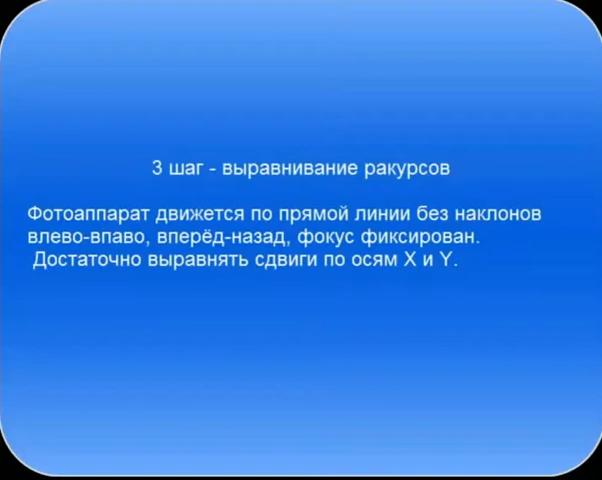 3 шаг - выравнивание ракурсов
Фотоаппарат движется по прямой линии без наклонов
влево-впаво, вперёд-назад, фокус фиксирован.
Достаточно выравнять сдвиги по осям X и Y.